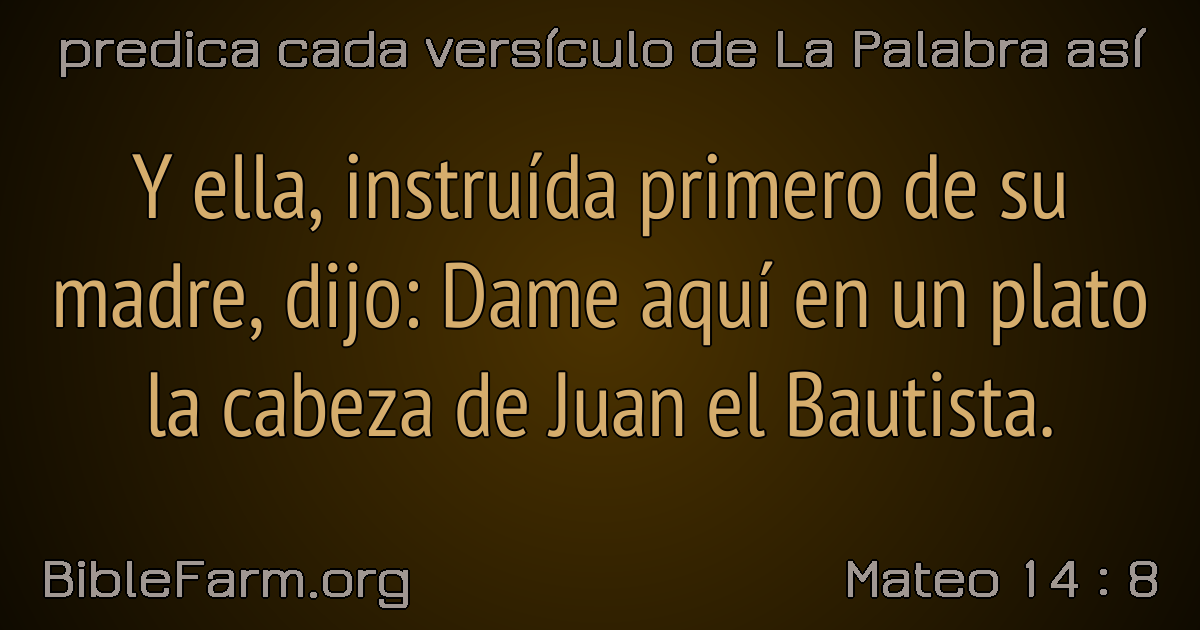 predica cada versículo de La Palabra así
Y ella, instruída primero de su
madre, dijo: Dame aquí en un plato
la cabeza de Juan el Bautista.
BibleFarm.org
Mateo 14 : 8